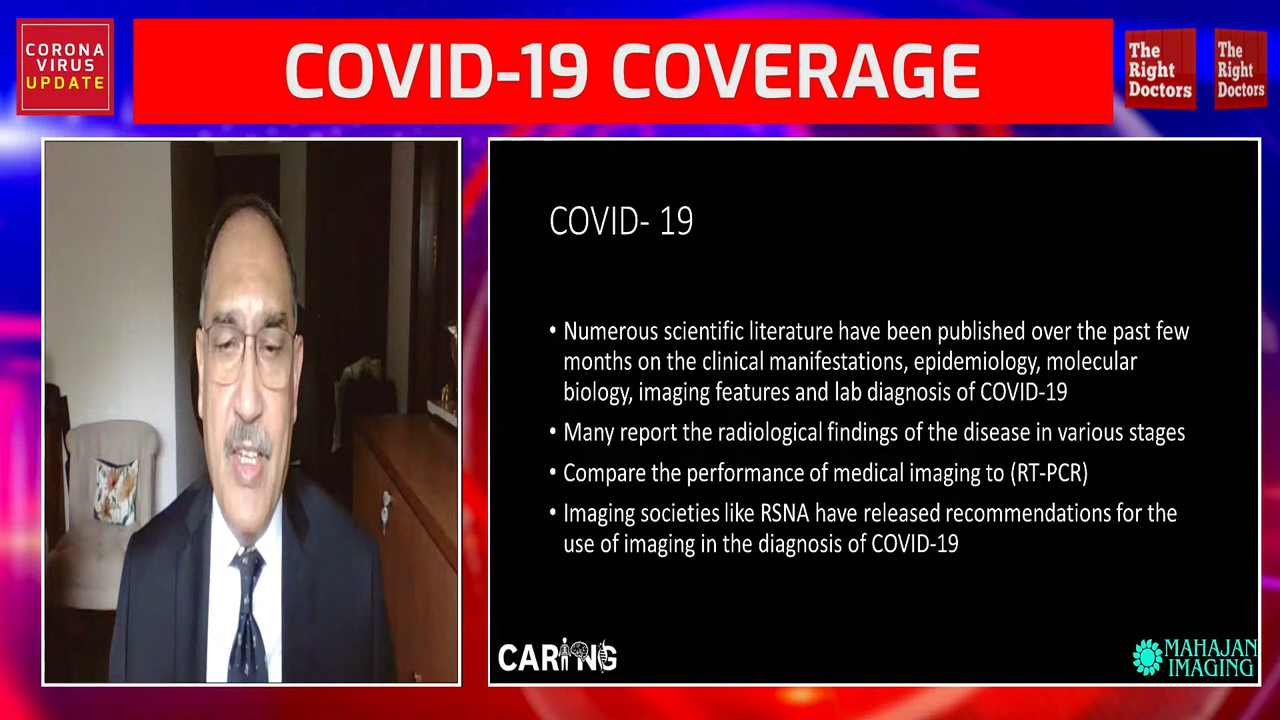 CORONA
VIRUS
UPDATE
COVID-19 COVERAGE
The
Right
Doctors
The
Right
Doctors
COVID- 19
• Numerous scientific literature have been published over the past few
months on the clinical manifestations, epidemiology, molecular
biology, imaging features and lab diagnosis of COVID-19
• Many report the radiological findings of the disease in various stages
• Compare the performance of medical imaging to (RT-PCR)
• Imaging societies like RSNA have released recommendations for the
use of imaging in the diagnosis of COVID-19
CARiNG
MAHAJAN
IMAGING